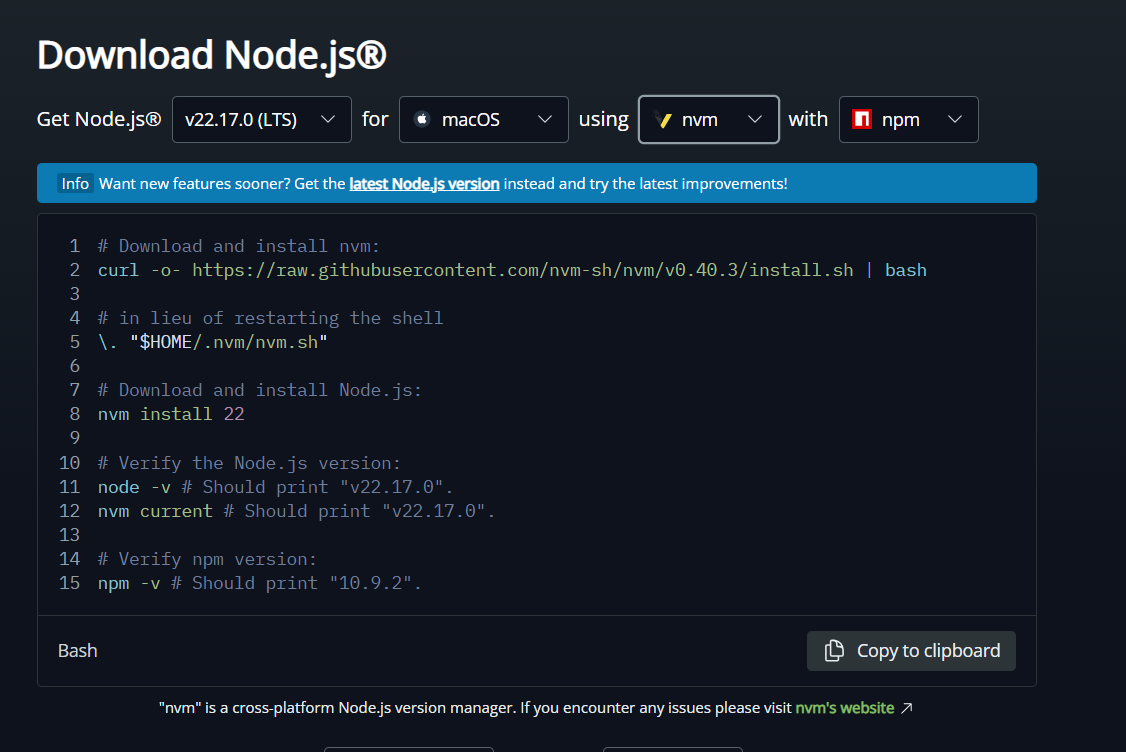 Download Node.js®
Get Node.js® v22.17.0 (LTS) for macOS using nvm with npm
Info Want new features sooner? Get the latest Node.js version instead and try the latest improvements!
1 # Download and install nvm:
2 curl -o- https://raw.githubusercontent.com/nvm-sh/nvm/v0.40.3/install.sh | bash
3
4 # in lieu of restarting the shell
5 \. "$HOME/.nvm/nvm.sh"
6
7 # Download and install Node.js:
8 nvm install 22
9
10 # Verify the Node.js version:
11 node -v # Should print "v22.17.0".
12 nvm current # Should print "v22.17.0".
13
14 # Verify npm version:
15 npm -v # Should print "10.9.2".
Bash Copy to clipboard
"nvm" is a cross-platform Node.js version manager. If you encounter any issues please visit nvm's website